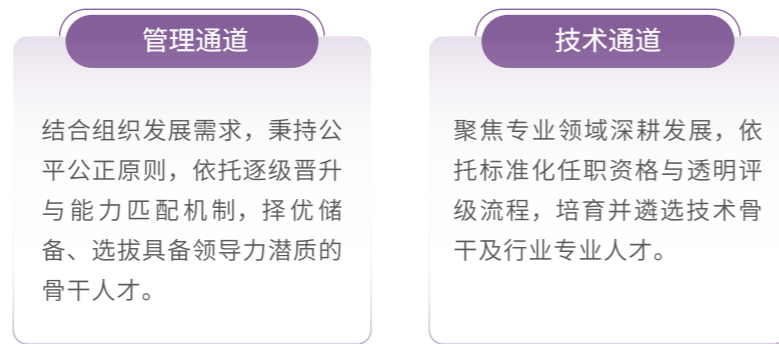 管理通道
结合组织发展需求，秉持公
平公正原则，依托逐级晋升
与能力匹配机制，择优储
备、选拔具备领导力潜质的
骨干人才。
技术通道
聚焦专业领域深耕发展，依
托标准化任职资格与透明评
级流程，培育并遴选技术骨
干及行业专业人才。